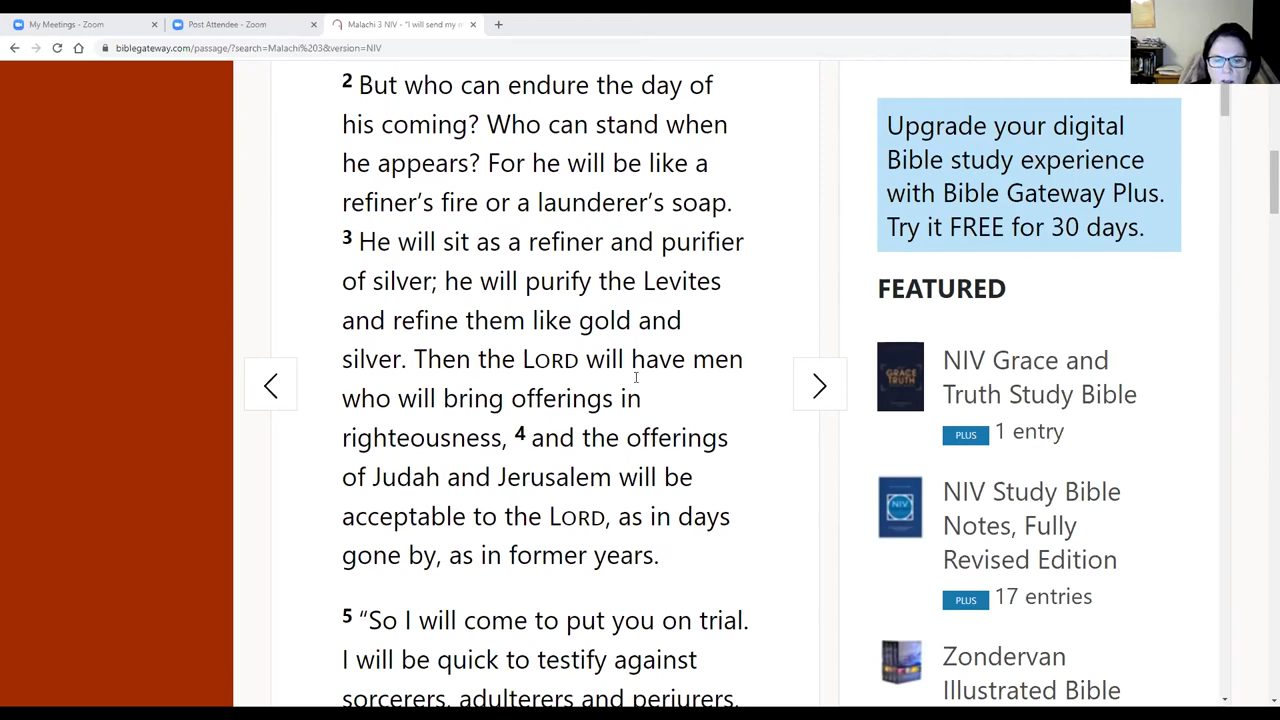 My Meetings - Zoom
Post Attendee - Zoom
Malachi 3 NIV - "I will send my m
biblegateway.com/passage/?search=Malachi%203&version=NIV
2 But who can endure the day of
his coming? Who can stand when
he appears? For he will be like a
refiner’s fire or a launderer’s soap.
3 He will sit as a refiner and purifier
of silver; he will purify the Levites
and refine them like gold and
silver. Then the LORD will have men
who will bring offerings in
righteousness, 4 and the offerings
of Judah and Jerusalem will be
acceptable to the LORD, as in days
gone by, as in former years.
5 “So I will come to put you on trial.
I will be quick to testify against
sorcerers, adulterers and perjurers,
Upgrade your digital
Bible study experience
with Bible Gateway Plus.
Try it FREE for 30 days.
FEATURED
GRACE
TRUTH
NIV Grace and
Truth Study Bible
PLUS 1 entry
NIV
NIV Study Bible
Notes, Fully
Revised Edition
PLUS 17 entries
Zondervan
Illustrated Bible